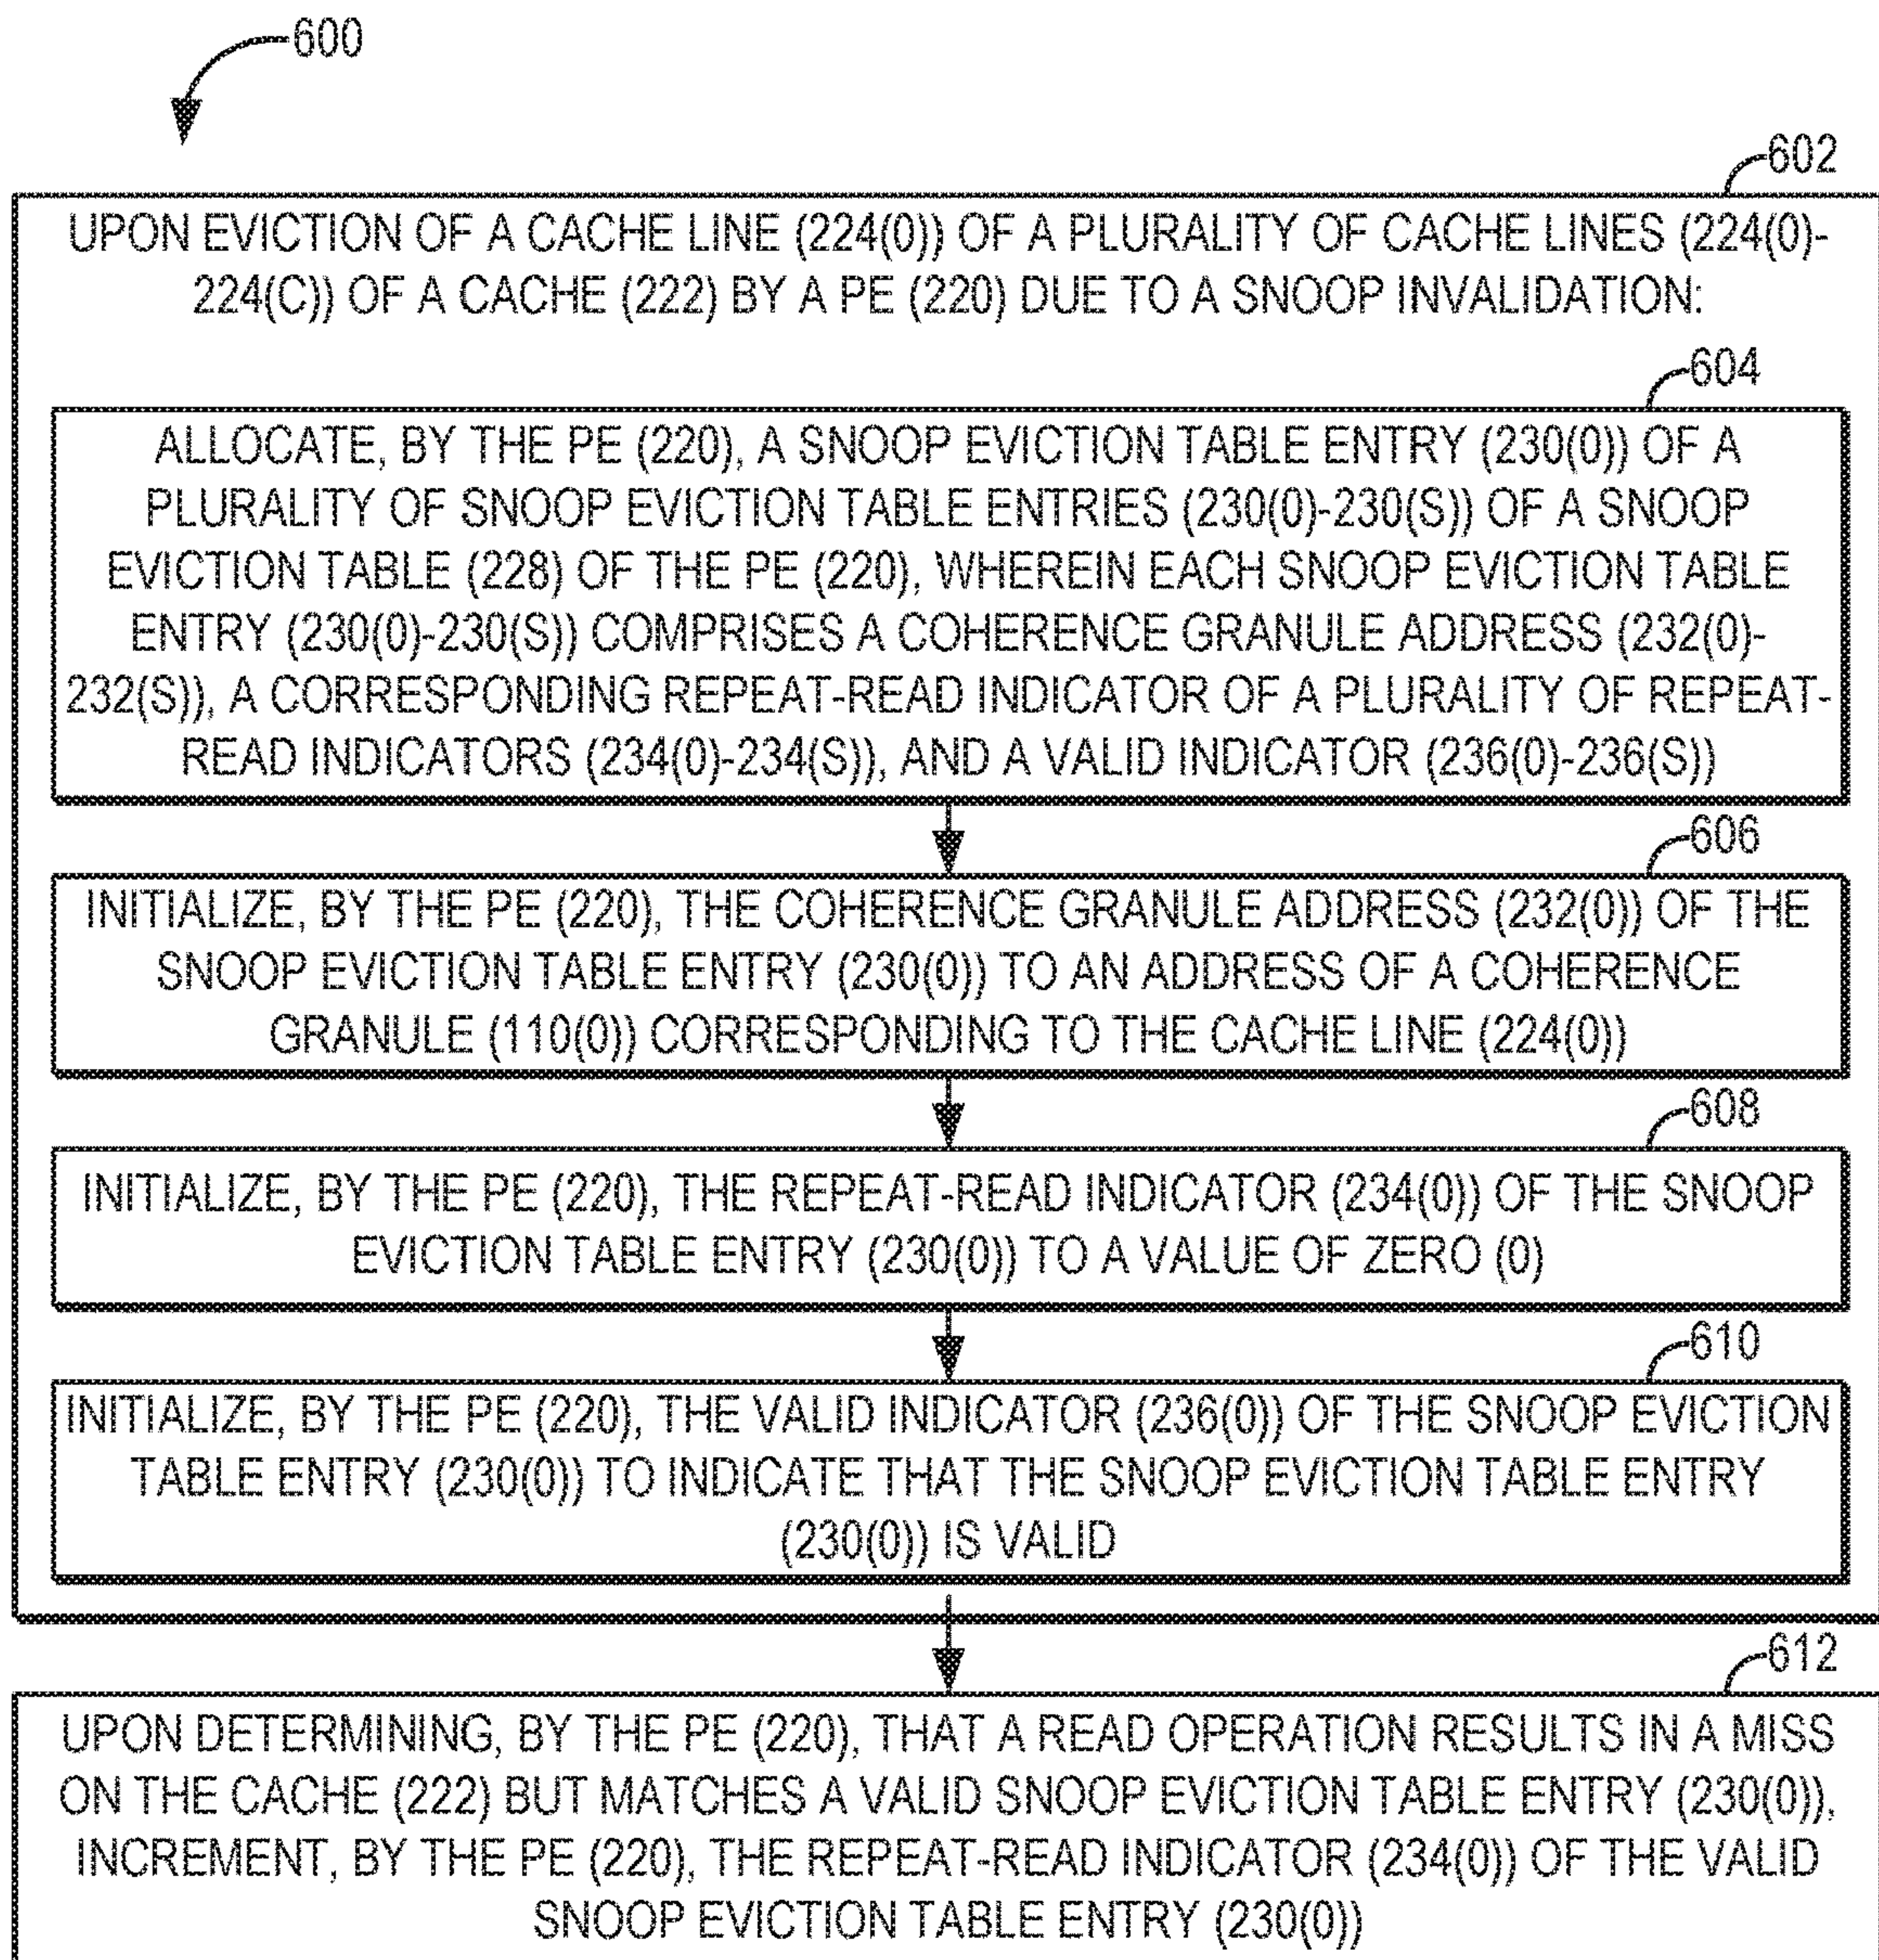 600
602
UPON EVICTION OF A CACHE LINE (224(0)) OF A PLURALITY OF CACHE LINES (224(0)-
224(C)) OF A CACHE (222) BY A PE (220) DUE TO A SNOOP INVALIDATION:
604
ALLOCATE, BY THE PE (220), A SNOOP EVICTION TABLE ENTRY (230(0)) OF A
PLURALITY OF SNOOP EVICTION TABLE ENTRIES (230(0)-230(S)) OF A SNOOP
EVICTION TABLE (228) OF THE PE (220), WHEREIN EACH SNOOP EVICTION TABLE
ENTRY (230(0)-230(S)) COMPRISES A COHERENCE GRANULE ADDRESS (232(0)-
232(S)), A CORRESPONDING REPEAT-READ INDICATOR OF A PLURALITY OF REPEAT-
READ INDICATORS (234(0)-234(S)), AND A VALID INDICATOR (236(0)-236(S))
606
INITIALIZE, BY THE PE (220), THE COHERENCE GRANULE ADDRESS (232(0)) OF THE
SNOOP EVICTION TABLE ENTRY (230(0)) TO AN ADDRESS OF A COHERENCE
GRANULE (110(0)) CORRESPONDING TO THE CACHE LINE (224(0))
608
INITIALIZE, BY THE PE (220), THE REPEAT-READ INDICATOR (234(0)) OF THE SNOOP
EVICTION TABLE ENTRY (230(0)) TO A VALUE OF ZERO (0)
610
INITIALIZE, BY THE PE (220), THE VALID INDICATOR (236(0)) OF THE SNOOP EVICTION
TABLE ENTRY (230(0)) TO INDICATE THAT THE SNOOP EVICTION TABLE ENTRY
(230(0)) IS VALID
612
UPON DETERMINING, BY THE PE (220), THAT A READ OPERATION RESULTS IN A MISS
ON THE CACHE (222) BUT MATCHES A VALID SNOOP EVICTION TABLE ENTRY (230(0)),
INCREMENT, BY THE PE (220), THE REPEAT-READ INDICATOR (234(0)) OF THE VALID
SNOOP EVICTION TABLE ENTRY (230(0))